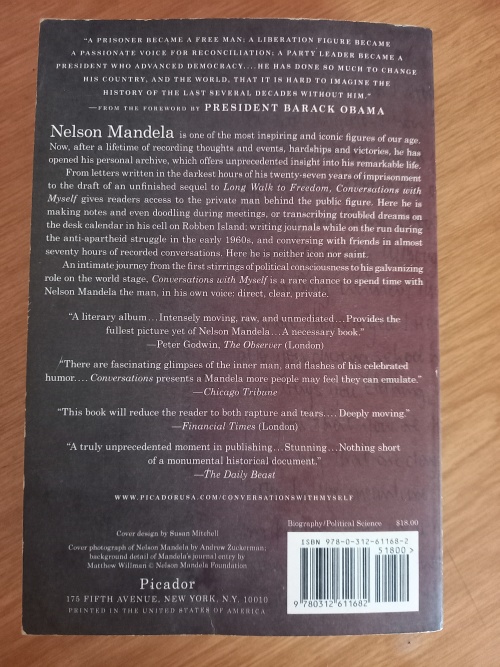 “A PRISONER BECAME A FREE MAN; A LIBERATION FIGURE BECAME
A PASSIONATE VOICE FOR RECONCILIATION; A PARTY LEADER BECAME A
PRESIDENT WHO ADVANCED DEMOCRACY....HE HAS DONE SO MUCH TO CHANGE
HIS COUNTRY, AND THE WORLD, THAT IT IS HARD TO IMAGINE THE
HISTORY OF THE LAST SEVERAL DECADES WITHOUT HIM.”
—FROM THE FOREWORD BY PRESIDENT BARACK OBAMA
Nelson Mandela is one of the most inspiring and iconic figures of our age.
Now, after a lifetime of recording thoughts and events, hardships and victories, he has
opened his personal archive, which offers unprecedented insight into his remarkable life.
From letters written in the darkest hours of his twenty-seven years of imprisonment
to the draft of an unfinished sequel to Long Walk to Freedom, Conversations with
Myself gives readers access to the private man behind the public figure. Here he is
making notes and even doodling during meetings, or transcribing troubled dreams on
the desk calendar in his cell on Robben Island; writing journals while on the run during
the anti-apartheid struggle in the early 1960s, and conversing with friends in almost
seventy hours of recorded conversations. Here he is neither icon nor saint.
An intimate journey from the first stirrings of political consciousness to his galvanizing
role on the world stage, Conversations with Myself is a rare chance to spend time with
Nelson Mandela the man, in his own voice: direct, clear, private.
“A literary album...Intensely moving, raw, and unmediated...Provides the
fullest picture yet of Nelson Mandela...A necessary book.”
—Peter Godwin, The Observer (London)
“There are fascinating glimpses of the inner man, and flashes of his celebrated
humor.... Conversations presents a Mandela more people may feel they can emulate.”
—Chicago Tribune
“This book will reduce the reader to both rapture and tears.... Deeply moving.”
—Financial Times (London)
“A truly unprecedented moment in publishing...Stunning...Nothing short
of a monumental historical document.”
—The Daily Beast
WWW.PICADORUSA.COM/CONVERSATIONSWITHMYSELF
Biography/Political Science $18.00
Cover design by Susan Mitchell
Cover photograph of Nelson Mandela by Andrew Zuckerman;
background detail of Mandela's journal entry by
Matthew Willman © Nelson Mandela Foundation
Picador
175 FIFTH AVENUE, NEW YORK, N.Y. 10010
PRINTED IN THE UNITED STATES OF AMERICA
ISBN 978-0-312-61168-2
51800 >
9 780312 611682